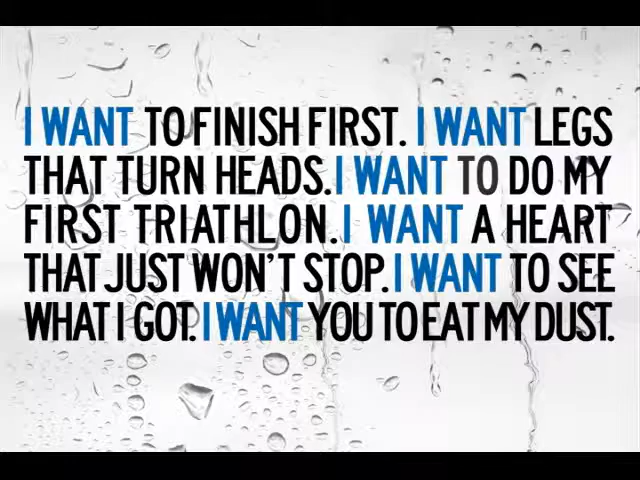 I WANT TO FINISH FIRST. I WANT LEGS
THAT TURN HEADS. I WANT TO DO MY
FIRST TRIATHLON. I WANT A HEART
THAT JUST WON'T STOP. I WANT TO SEE
WHAT I GOT. I WANT YOU TO EAT MY DUST.